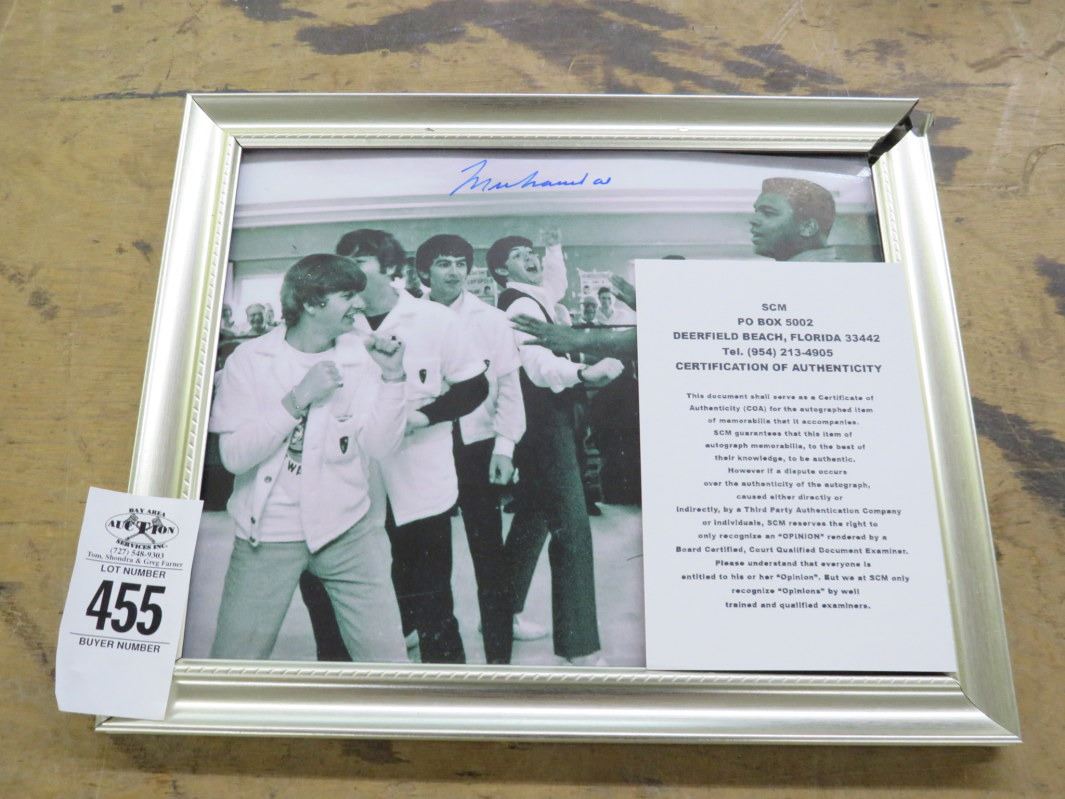 Muhammad
SCM
PO BOX 5002
DEERFIELD BEACH, FLORIDA 33442
Tel. (954) 213-4905
CERTIFICATION OF AUTHENTICITY
This document shall serve as a Certificate of
Authenticity (COA) for the autographed item
of memorabilia that it accompanies.
SCM guarantees that this item of
autograph memorabilia, to the best of
their knowledge, to be authentic.
However if a dispute occurs
over the authenticity of the autograph,
caused either directly or
indirectly, by a Third Party Authentication Company
or individuals, SCM reserves the right to
only recognize an "OPINION" rendered by a
Board Certified, Court Qualified Document Examiner.
Please understand that everyone is
entitled to his or her "Opinion". But we at SCM only
recognize "Opinions" by well
trained and qualified examiners.
BAY AREA
AUCTION
SERVICES INC.
(727) 548-9303
Tom, Shondra & Greg Farner
LOT NUMBER
455
BUYER NUMBER